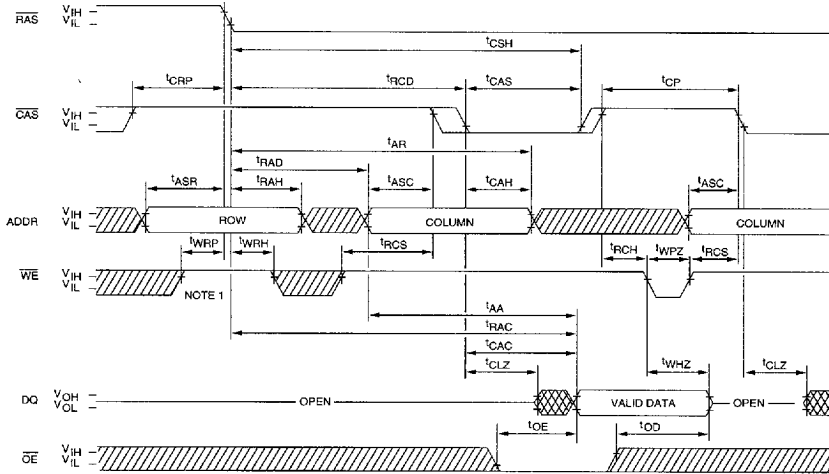 RAS VIH
VIL
tCSH
tCRP tRCD tCAS tCP
CAS VIH
VIL
tAR
tRAD
tASR tRAH tASC tCAH tASC
ADDR VIH
VIL ROW COLUMN COLUMN
tWRP tWRH tRCS tRCH tWPZ tRCS
WE VIH
VIL NOTE 1
tAA
tRAC
tCAC
tCLZ tWHZ tCLZ
DQ VOH
VOL OPEN VALID DATA OPEN
tOE tOD
OE VIH
VIL